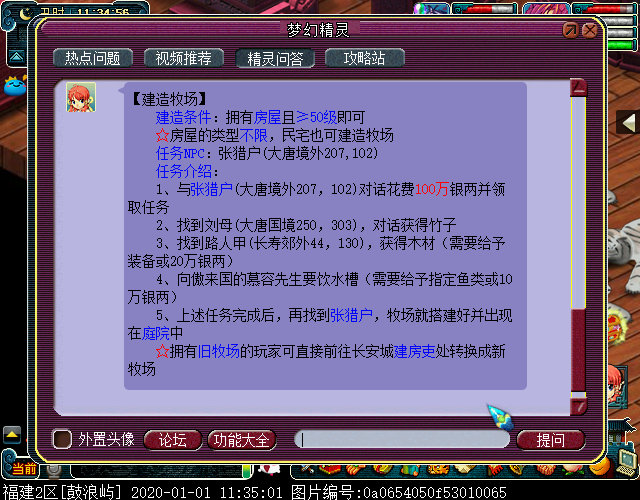 11:34:56
梦幻精灵
热点问题 视频推荐 精灵问答 攻略站
【建造牧场】
建造条件：拥有房屋且≥50级即可
☆房屋的类型不限，民宅也可建造牧场
任务NPC：张猎户(大唐境外207,102)
任务介绍：
1、与张猎户(大唐境外207，102)对话花费100万银两并领
取任务
2、找到刘母(大唐国境250，303)，对话获得竹子
3、找到路人甲(长寿郊外44，130)，获得木材（需要给予
装备或20万银两）
4、向傲来国的慕容先生要饮水槽（需要给予指定鱼类或10
万银两）
5、上述任务完成后，再找到张猎户，牧场就搭建好并出现
在庭院中
☆拥有旧牧场的玩家可直接前往长安城建房吏处转换成新
牧场
外置头像 论坛 功能大全 提问
当前
福建2区[鼓浪屿] 2020-01-01 11:35:01 图片编号:0a0654050f53010065